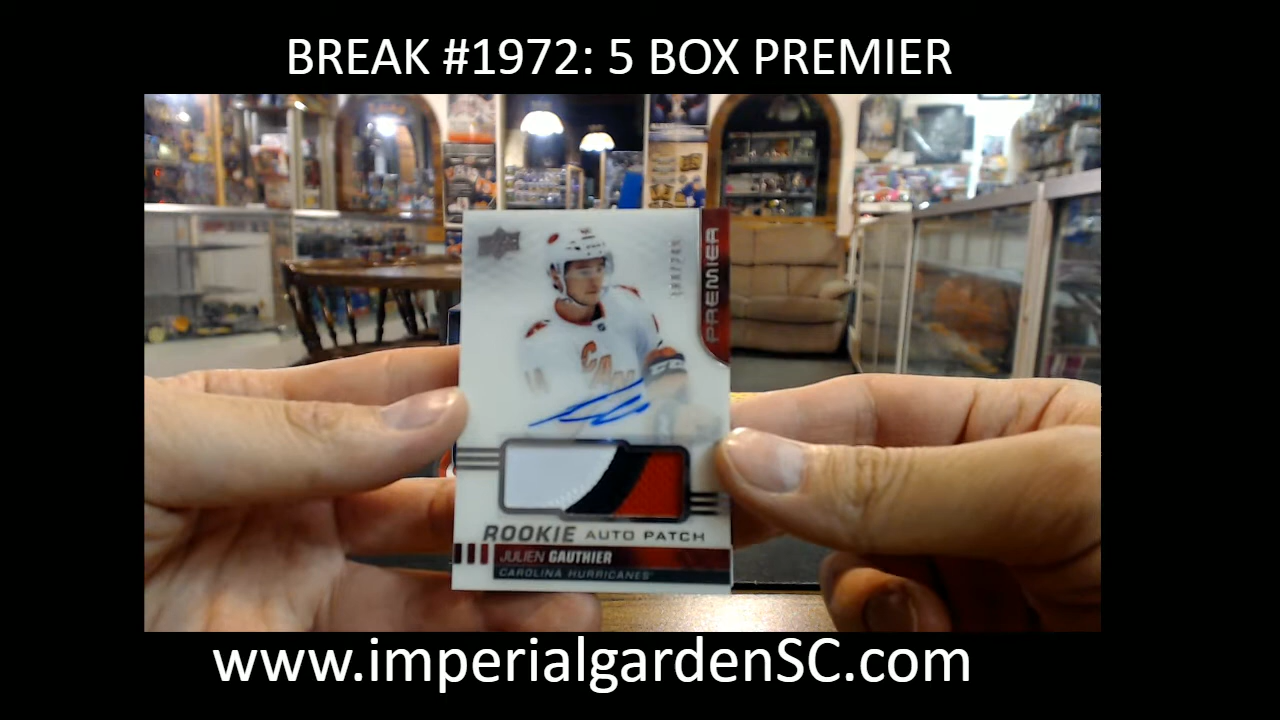 BREAK #1972: 5 BOX PREMIER
PREMIER
ROOKIE AUTO PATCH
JULIEN GAUTHIER
CAROLINA HURRICANES
www.imperialgardenSC.com